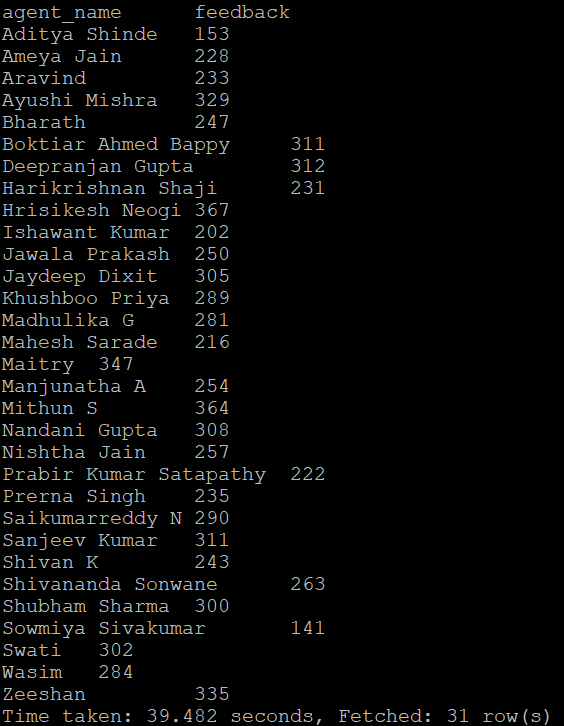 agent_name feedback
Aditya Shinde 153
Ameya Jain 228
Aravind 233
Ayushi Mishra 329
Bharath 247
Boktiar Ahmed Bappy 311
Deepranjan Gupta 312
Harikrishnan Shaji 231
Hrisikesh Neogi 367
Ishawant Kumar 202
Jawala Prakash 250
Jaydeep Dixit 305
Khushboo Priya 289
Madhulika G 281
Mahesh Sarade 216
Maitry 347
Manjunatha A 254
Mithun S 364
Nandani Gupta 308
Nishtha Jain 257
Prabir Kumar Satapathy 222
Prerna Singh 235
Saikumarreddy N 290
Sanjeev Kumar 311
Shivan K 243
Shivananda Sonwane 263
Shubham Sharma 300
Sowmiya Sivakumar 141
Swati 302
Wasim 284
Zeeshan 335
Time taken: 39.482 seconds, Fetched: 31 row(s)